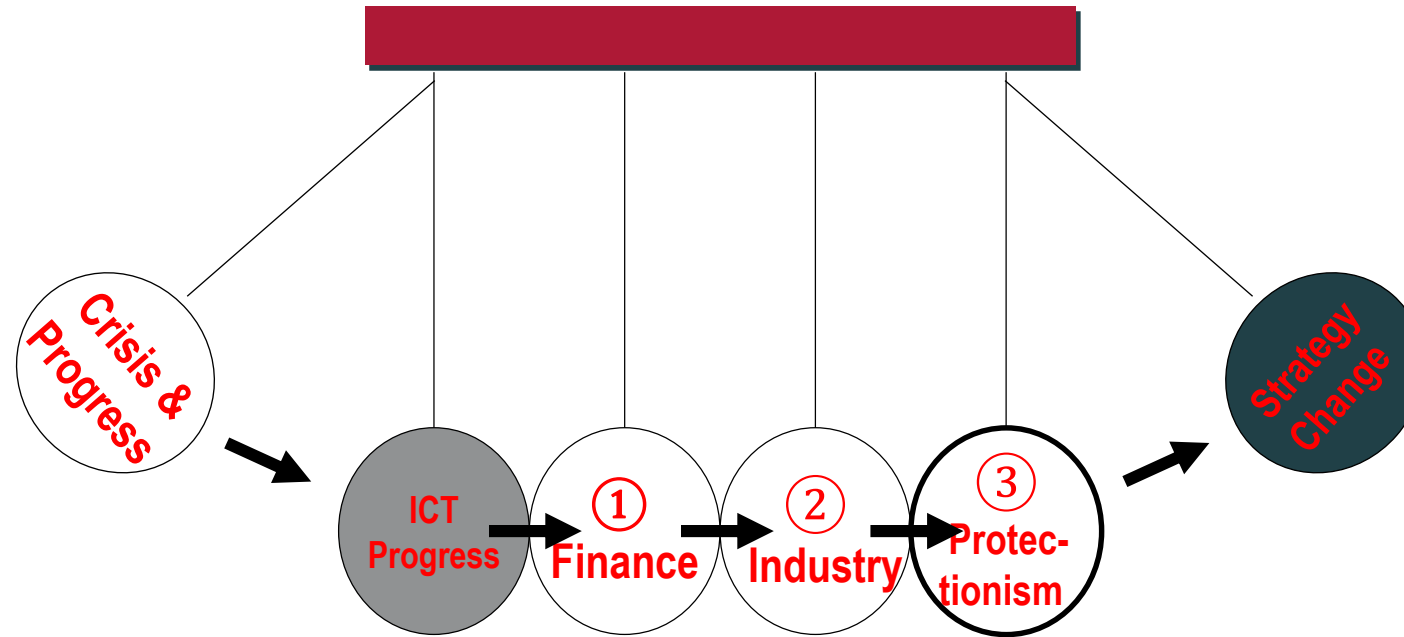 Crisis &
Progress
ICT
Progress
①
Finance
②
Industry
③
Protec-
tionism
Strategy
Change